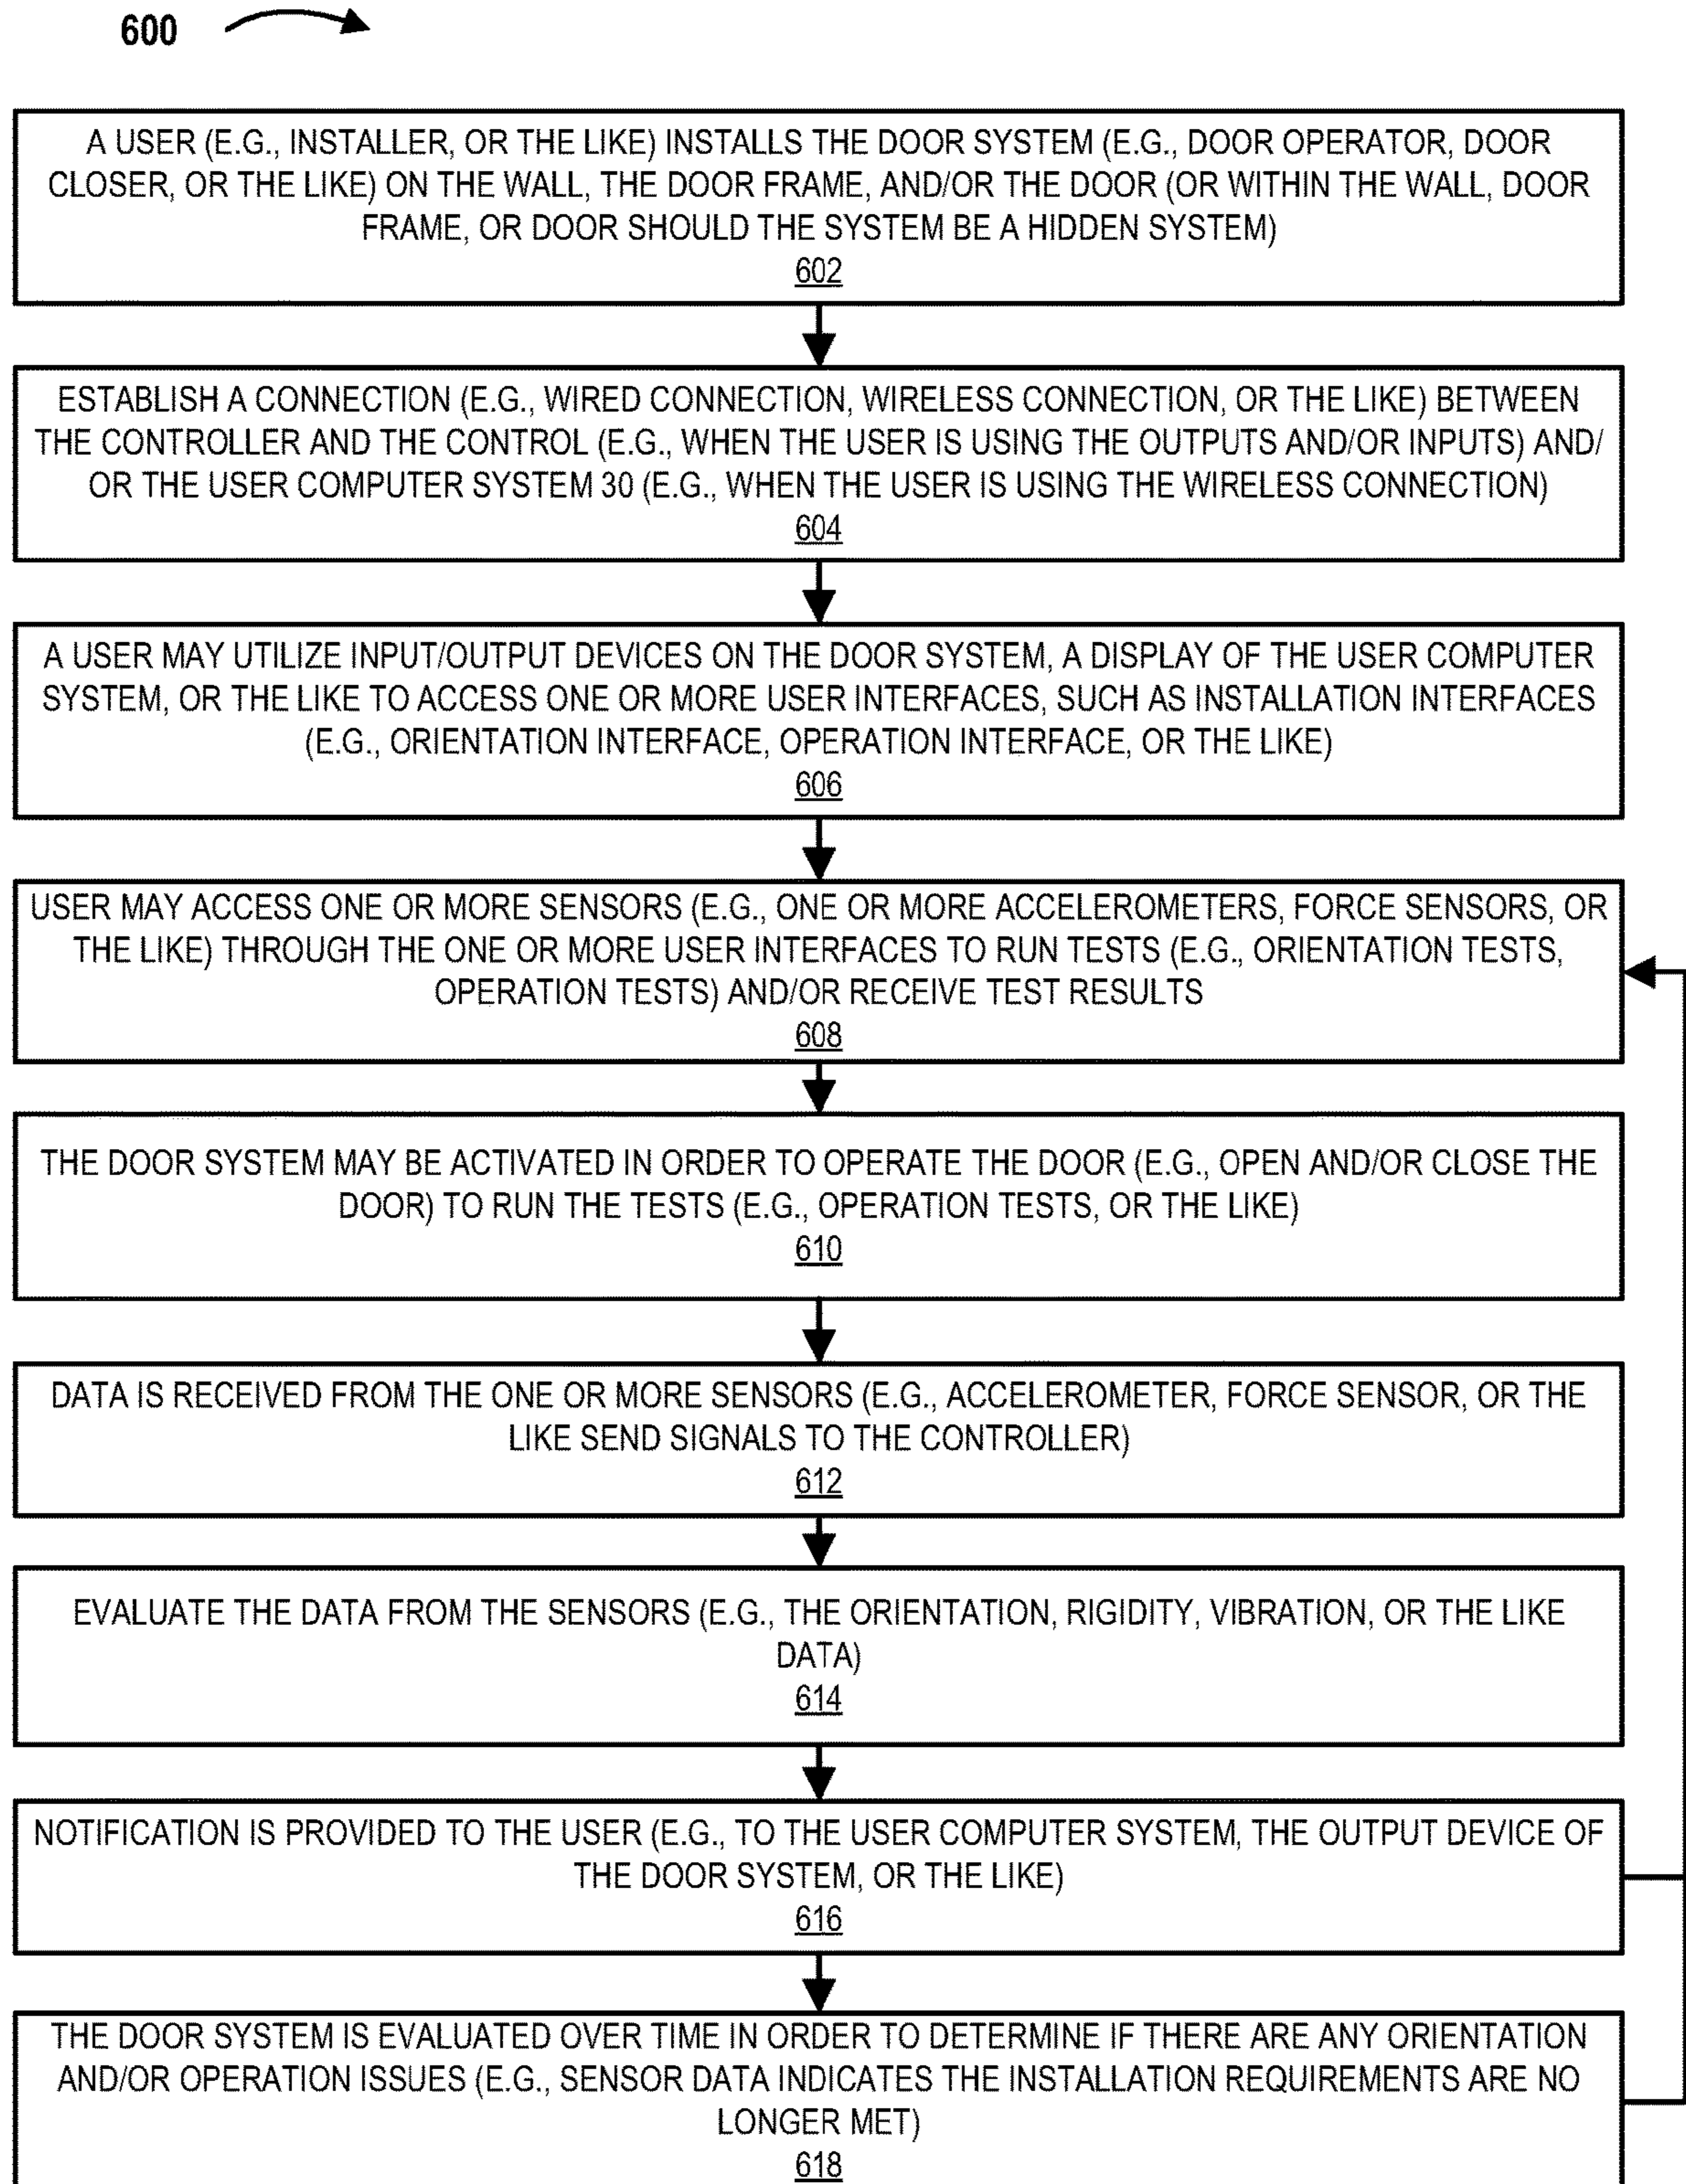 600
A USER (E.G., INSTALLER, OR THE LIKE) INSTALLS THE DOOR SYSTEM (E.G., DOOR OPERATOR, DOOR
CLOSER, OR THE LIKE) ON THE WALL, THE DOOR FRAME, AND/OR THE DOOR (OR WITHIN THE WALL, DOOR
FRAME, OR DOOR SHOULD THE SYSTEM BE A HIDDEN SYSTEM)
602
ESTABLISH A CONNECTION (E.G., WIRED CONNECTION, WIRELESS CONNECTION, OR THE LIKE) BETWEEN
THE CONTROLLER AND THE CONTROL (E.G., WHEN THE USER IS USING THE OUTPUTS AND/OR INPUTS) AND/
OR THE USER COMPUTER SYSTEM 30 (E.G., WHEN THE USER IS USING THE WIRELESS CONNECTION)
604
A USER MAY UTILIZE INPUT/OUTPUT DEVICES ON THE DOOR SYSTEM, A DISPLAY OF THE USER COMPUTER
SYSTEM, OR THE LIKE TO ACCESS ONE OR MORE USER INTERFACES, SUCH AS INSTALLATION INTERFACES
(E.G., ORIENTATION INTERFACE, OPERATION INTERFACE, OR THE LIKE)
606
USER MAY ACCESS ONE OR MORE SENSORS (E.G., ONE OR MORE ACCELEROMETERS, FORCE SENSORS, OR
THE LIKE) THROUGH THE ONE OR MORE USER INTERFACES TO RUN TESTS (E.G., ORIENTATION TESTS,
OPERATION TESTS) AND/OR RECEIVE TEST RESULTS
608
THE DOOR SYSTEM MAY BE ACTIVATED IN ORDER TO OPERATE THE DOOR (E.G., OPEN AND/OR CLOSE THE
DOOR) TO RUN THE TESTS (E.G., OPERATION TESTS, OR THE LIKE)
610
DATA IS RECEIVED FROM THE ONE OR MORE SENSORS (E.G., ACCELEROMETER, FORCE SENSOR, OR THE
LIKE SEND SIGNALS TO THE CONTROLLER)
612
EVALUATE THE DATA FROM THE SENSORS (E.G., THE ORIENTATION, RIGIDITY, VIBRATION, OR THE LIKE
DATA)
614
NOTIFICATION IS PROVIDED TO THE USER (E.G., TO THE USER COMPUTER SYSTEM, THE OUTPUT DEVICE OF
THE DOOR SYSTEM, OR THE LIKE)
616
THE DOOR SYSTEM IS EVALUATED OVER TIME IN ORDER TO DETERMINE IF THERE ARE ANY ORIENTATION
AND/OR OPERATION ISSUES (E.G., SENSOR DATA INDICATES THE INSTALLATION REQUIREMENTS ARE NO
LONGER MET)
618